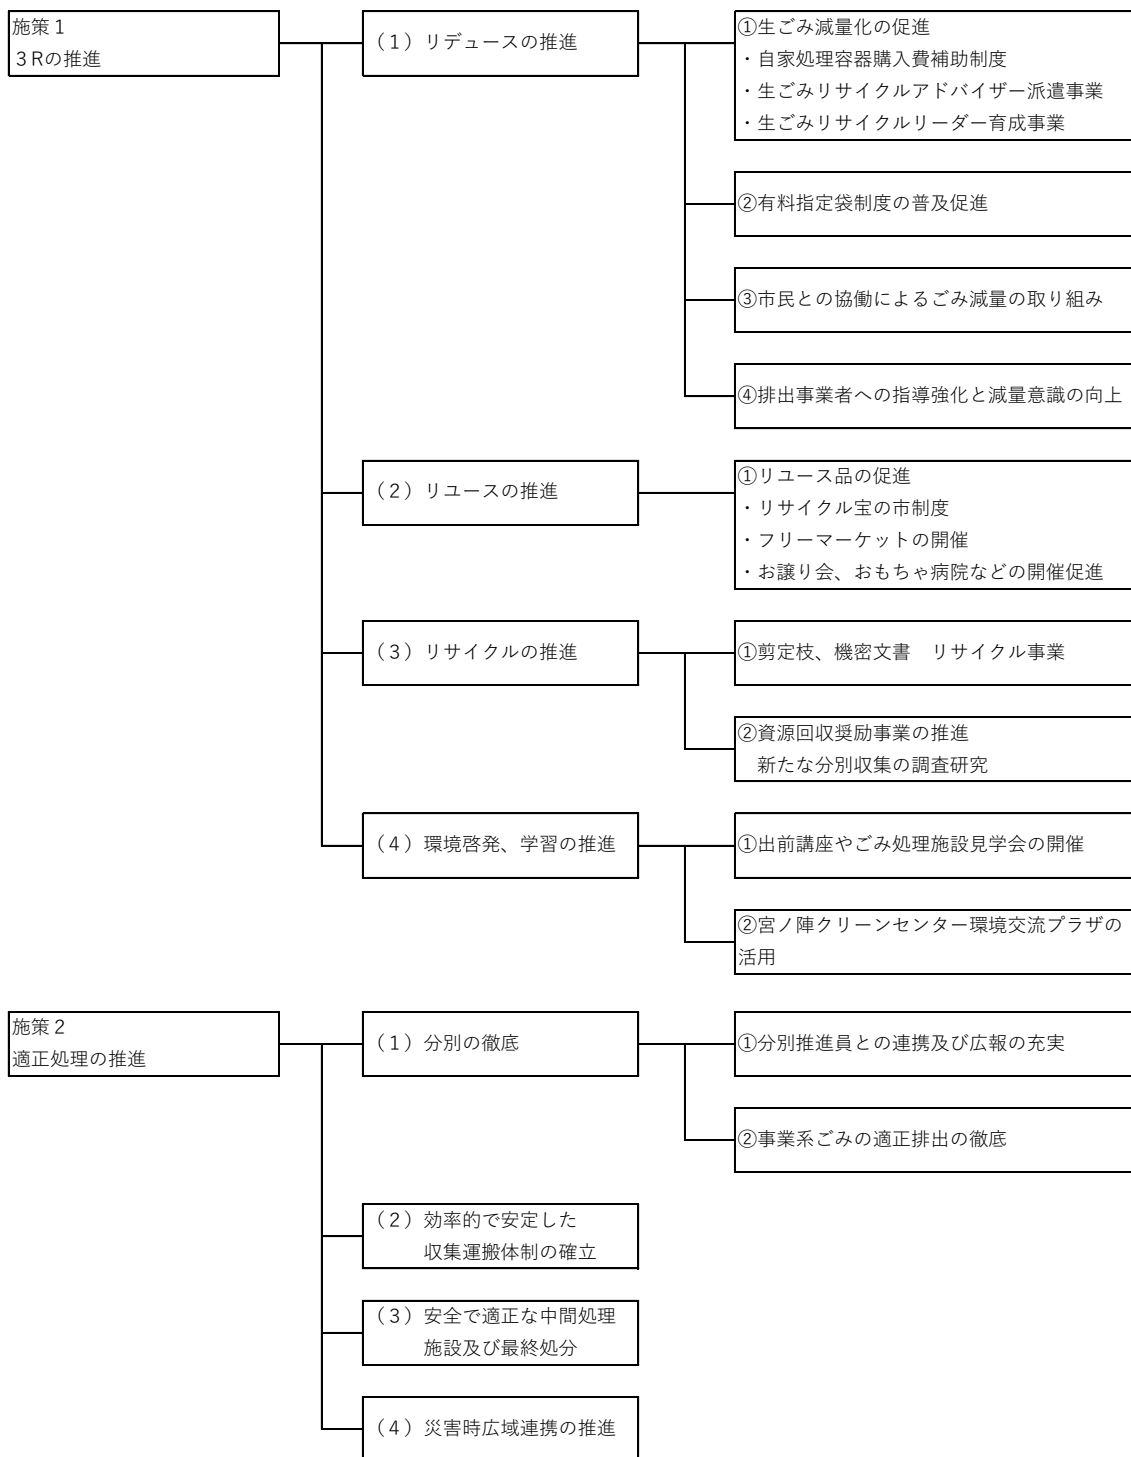 施策１
３Rの推進
（１）リデュースの推進
①生ごみ減量化の促進
・自家処理容器購入費補助制度
・生ごみリサイクルアドバイザー派遣事業
・生ごみリサイクルリーダー育成事業
②有料指定袋制度の普及促進
③市民との協働によるごみ減量の取り組み
④排出事業者への指導強化と減量意識の向上
（２）リユースの推進
①リユース品の促進
・リサイクル宝の市制度
・フリーマーケットの開催
・お譲り会、おもちゃ病院などの開催促進
（３）リサイクルの推進
①剪定枝、機密文書　リサイクル事業
②資源回収奨励事業の推進
新たな分別収集の調査研究
（４）環境啓発、学習の推進
①出前講座やごみ処理施設見学会の開催
②宮ノ陣クリーンセンター環境交流プラザの
活用
施策２
適正処理の推進
（１）分別の徹底
①分別推進員との連携及び広報の充実
②事業系ごみの適正排出の徹底
（２）効率的で安定した
収集運搬体制の確立
（３）安全で適正な中間処理
施設及び最終処分
（４）災害時広域連携の推進